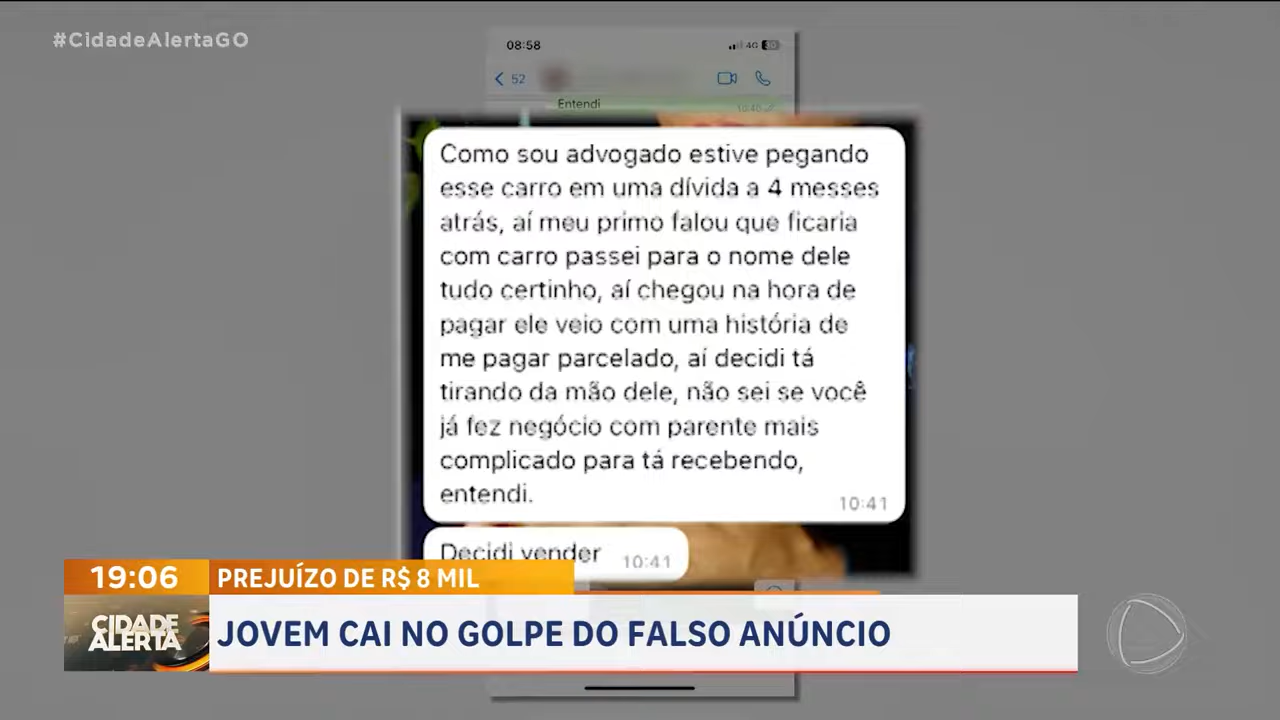 #CidadeAlertaGO
08:58
4G 30
52
Entendi
10:40
Como sou advogado estive pegando
esse carro em uma dívida a 4 messes
atrás, aí meu primo falou que ficaria
com carro passei para o nome dele
tudo certinho, aí chegou na hora de
pagar ele veio com uma história de
me pagar parcelado, aí decidi tá
tirando da mão dele, não sei se você
já fez negócio com parente mais
complicado para tá recebendo,
entendi.
10:41
Decidi vender 10:41
19:06 PREJUÍZO DE R$ 8 MIL
CIDADE
ALERTA
JOVEM CAI NO GOLPE DO FALSO ANÚNCIO